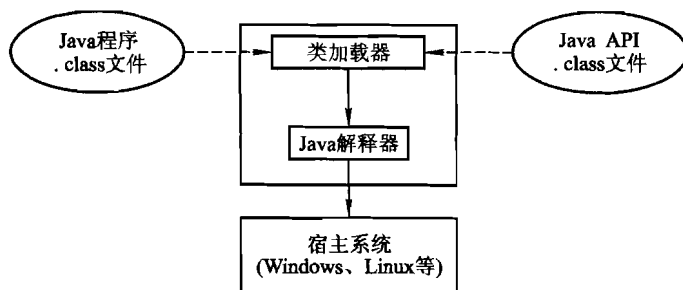 Java程序
.class文件
类加载器
Java API
.class文件
Java解释器
宿主系统
(Windows、Linux等)